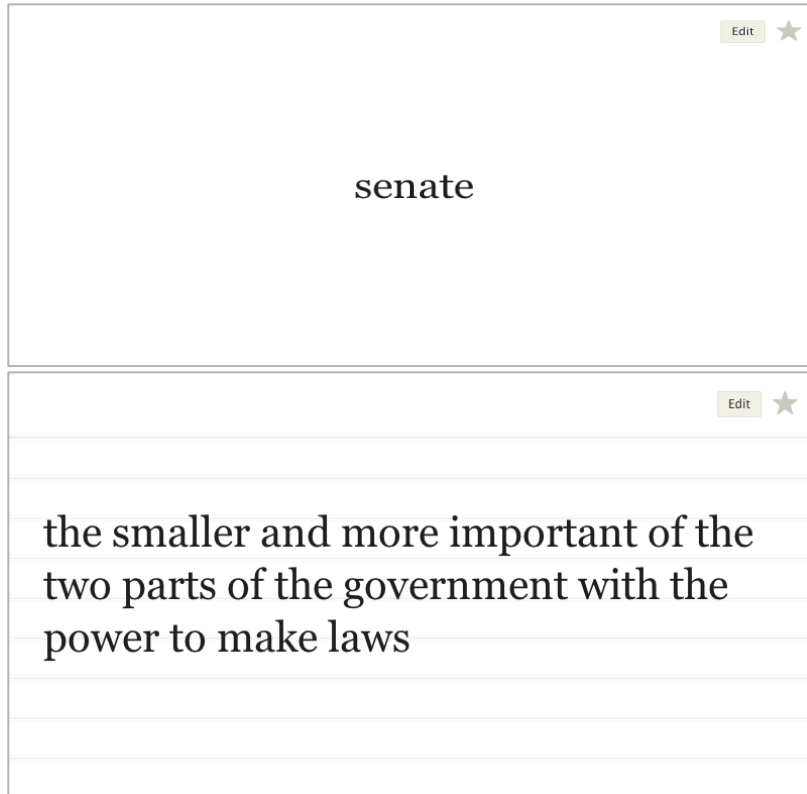 Edit
senate
Edit
the smaller and more important of the
two parts of the government with the
power to make laws